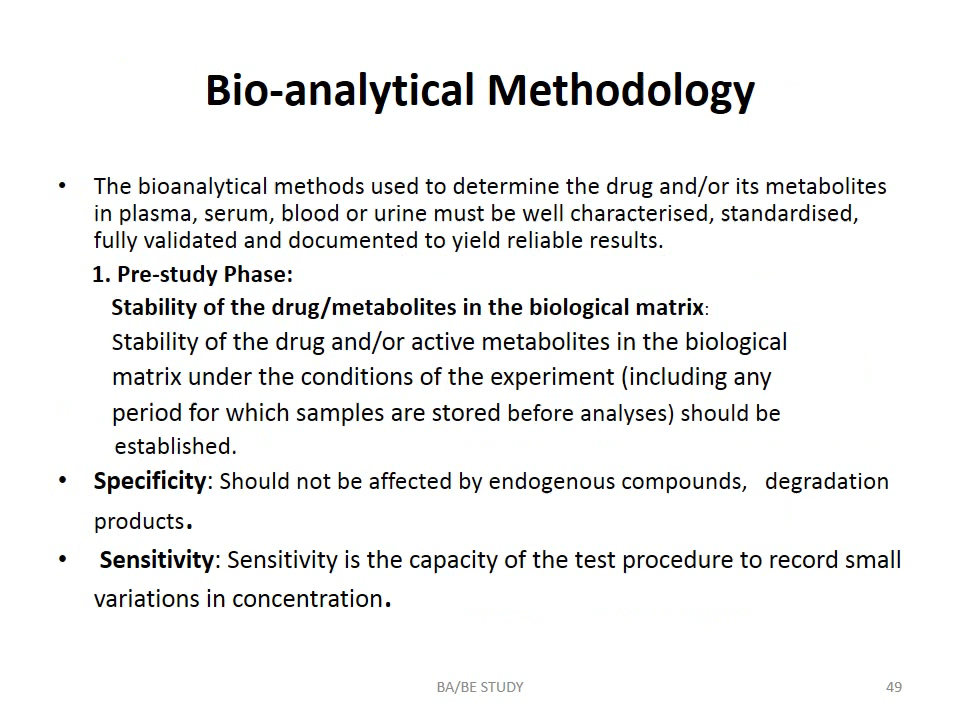 Bio-analytical Methodology
• The bioanalytical methods used to determine the drug and/or its metabolites
in plasma, serum, blood or urine must be well characterised, standardised,
fully validated and documented to yield reliable results.
1. Pre-study Phase:
Stability of the drug/metabolites in the biological matrix:
Stability of the drug and/or active metabolites in the biological
matrix under the conditions of the experiment (including any
period for which samples are stored before analyses) should be
established.
• Specificity: Should not be affected by endogenous compounds, degradation
products.
• Sensitivity: Sensitivity is the capacity of the test procedure to record small
variations in concentration.
BA/BE STUDY
49